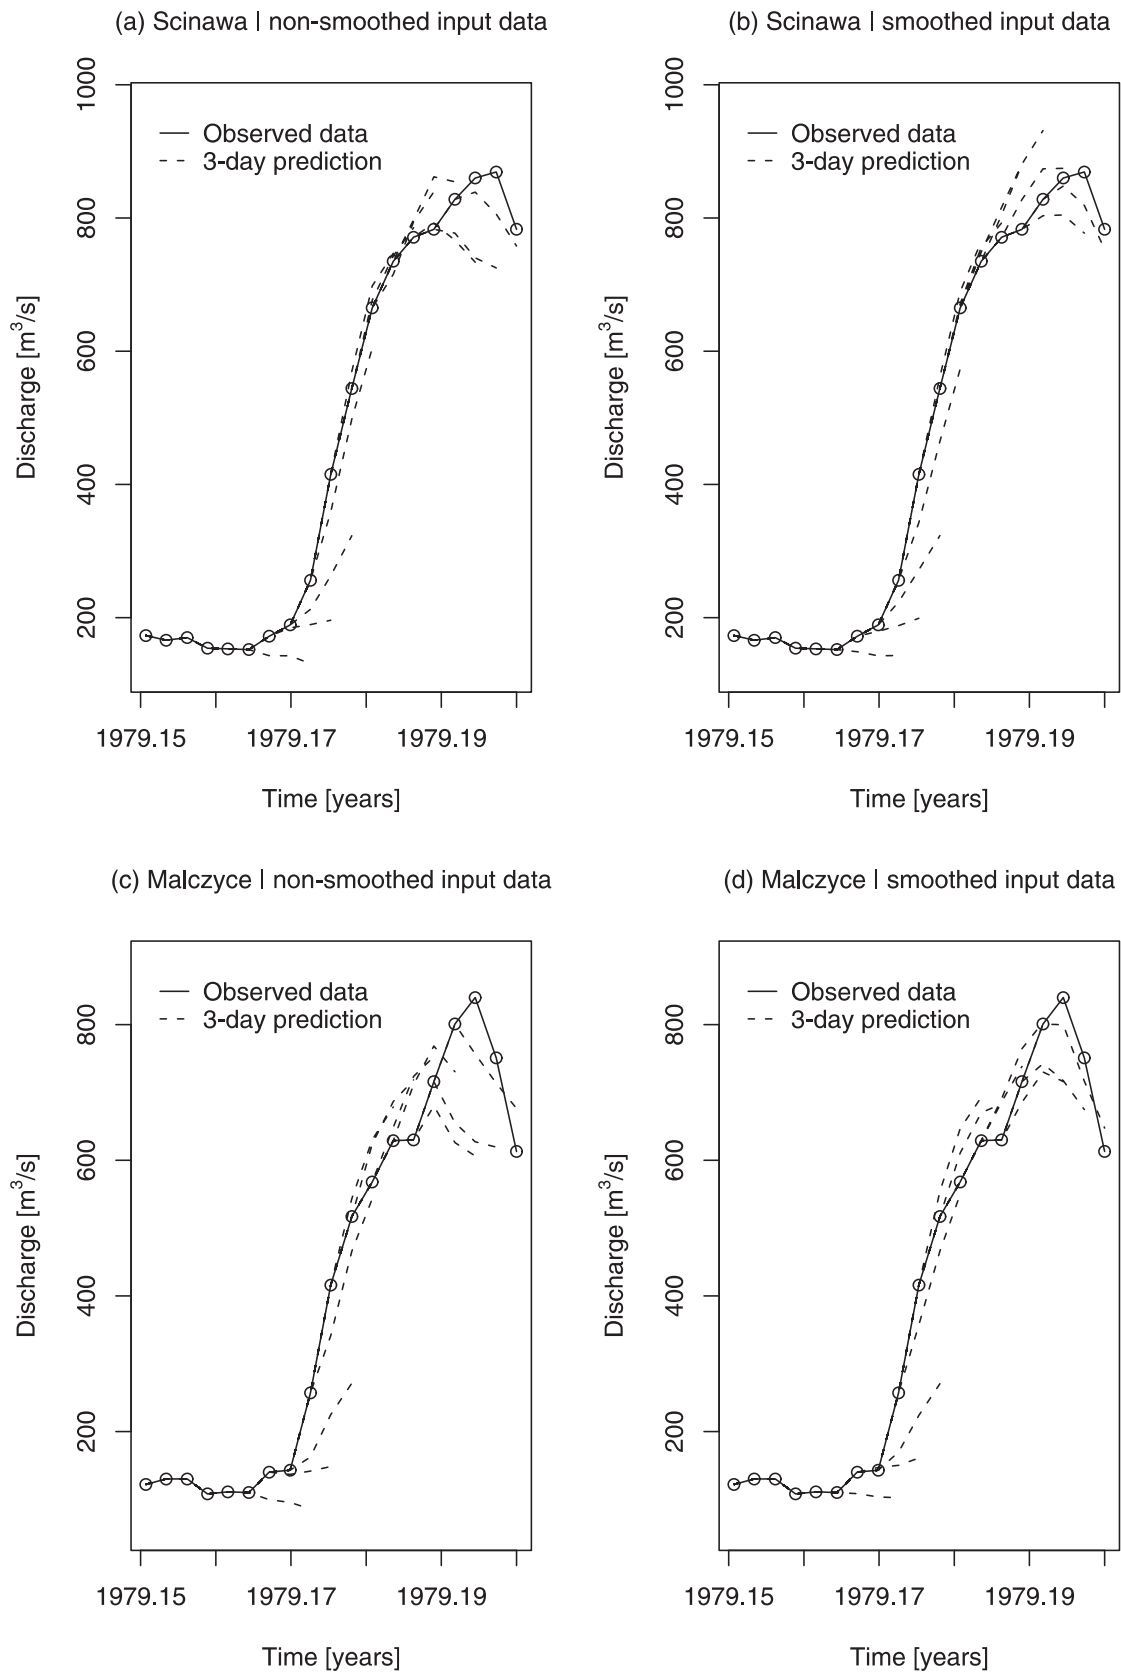 (a) Scinawa | non-smoothed input data
Observed data
3-day prediction
1000
800
600
400
200
Discharge [m³/s]
1979.15 1979.17 1979.19
Time [years]
(b) Scinawa | smoothed input data
Observed data
3-day prediction
1000
800
600
400
200
Discharge [m³/s]
1979.15 1979.17 1979.19
Time [years]
(c) Malczyce | non-smoothed input data
Observed data
3-day prediction
800
600
400
200
Discharge [m³/s]
1979.15 1979.17 1979.19
Time [years]
(d) Malczyce | smoothed input data
Observed data
3-day prediction
800
600
400
200
Discharge [m³/s]
1979.15 1979.17 1979.19
Time [years]